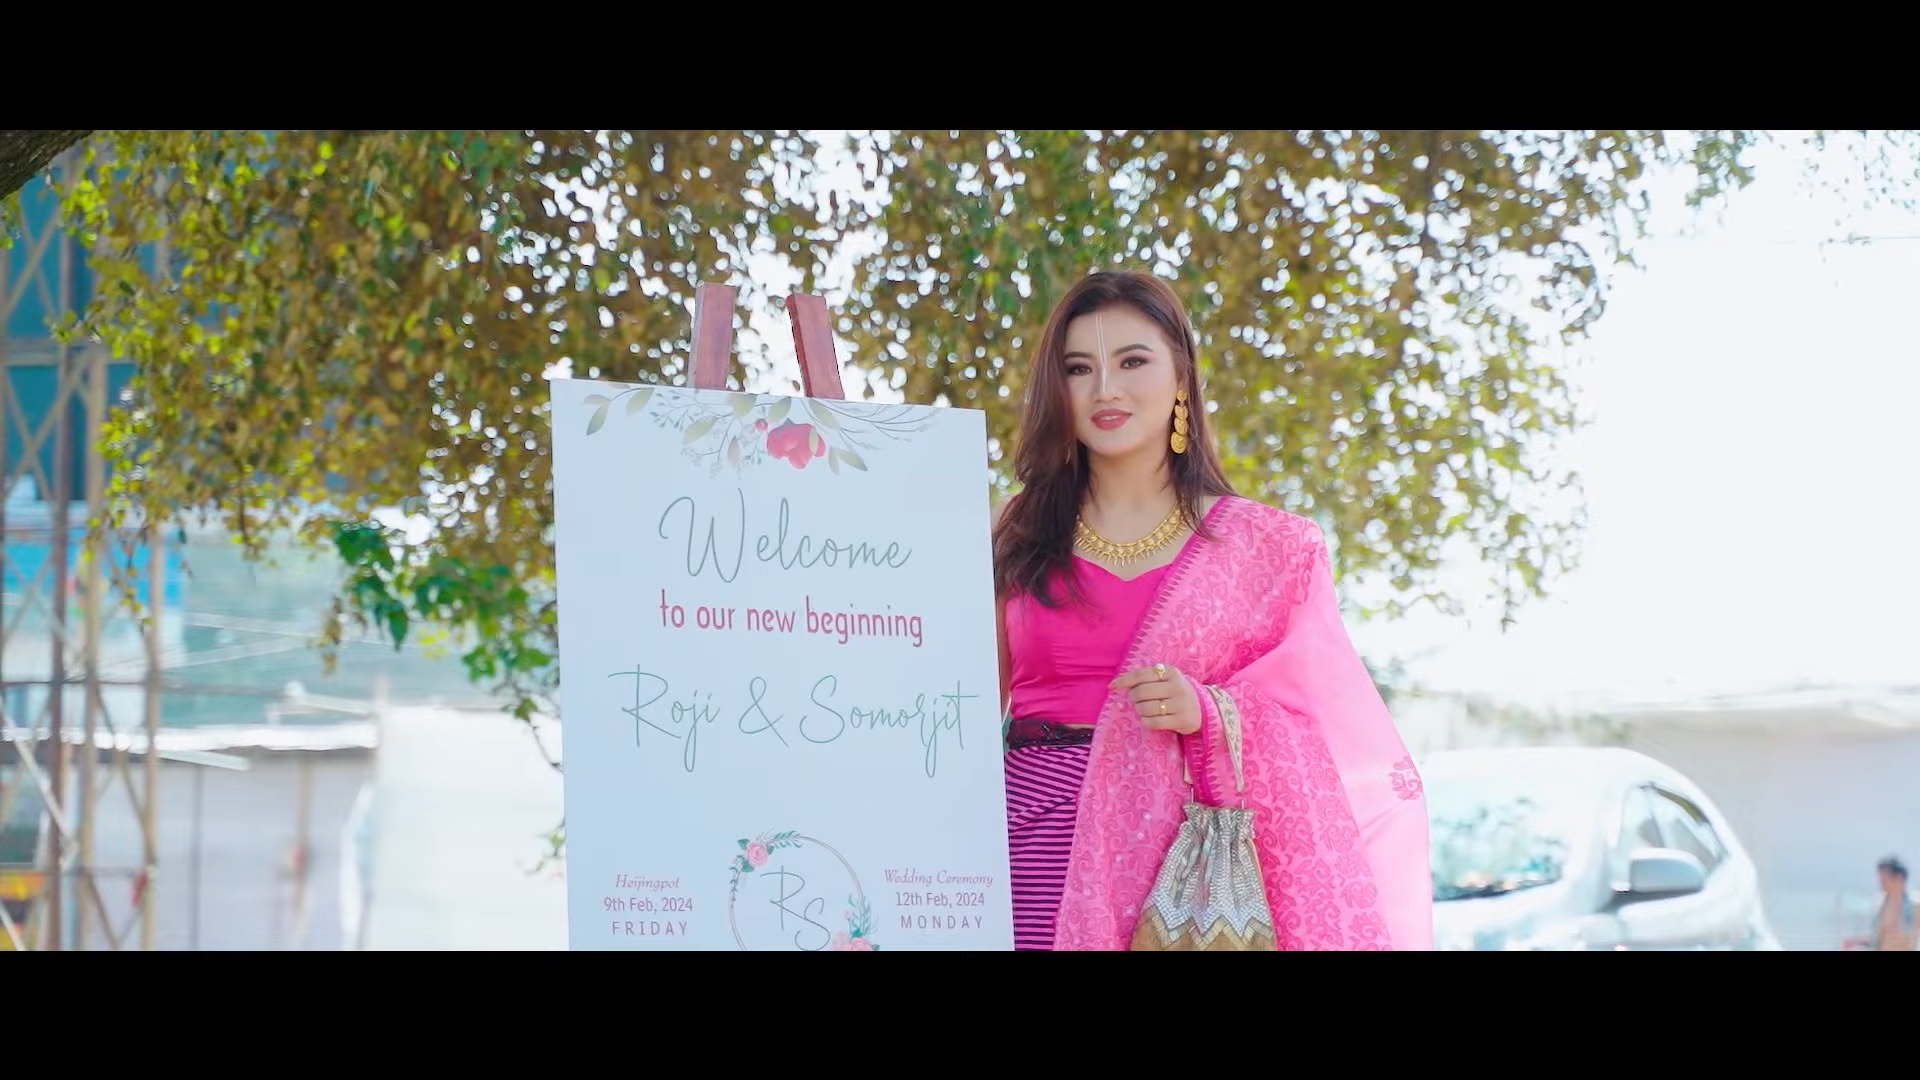 Welcome
to our new beginning
Roji & Somorjit
Heijingpot
9th Feb, 2024
FRIDAY
RS
Wedding Ceremony
12th Feb, 2024
MONDAY